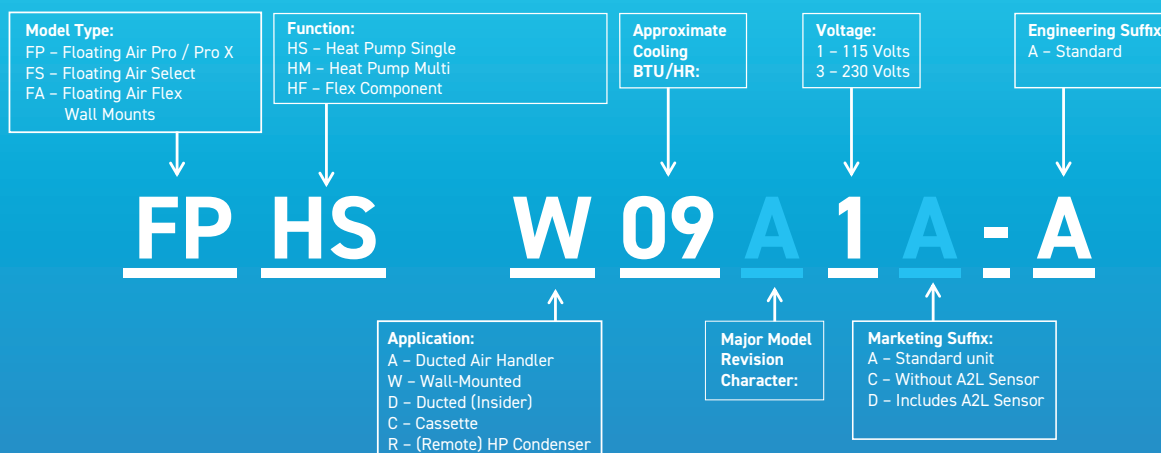 Model Type:
FP – Floating Air Pro / Pro X
FS – Floating Air Select
FA – Floating Air Flex
Wall Mounts
Function:
HS – Heat Pump Single
HM – Heat Pump Multi
HF – Flex Component
Approximate
Cooling
BTU/HR:
Voltage:
1 – 115 Volts
3 – 230 Volts
Engineering Suffix
A – Standard
FP HS W 09 A 1 A - A
Application:
A – Ducted Air Handler
W – Wall-Mounted
D – Ducted (Insider)
C – Cassette
R – (Remote) HP Condenser
Major Model
Revision
Character:
Marketing Suffix:
A – Standard unit
C – Without A2L Sensor
D – Includes A2L Sensor